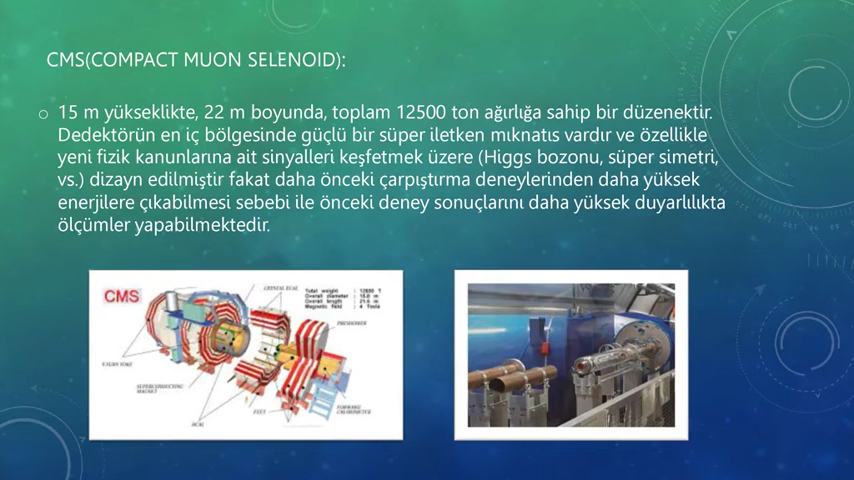 CMS(COMPACT MUON SELENOID):
○ 15 m yükseklikte, 22 m boyunda, toplam 12500 ton ağırlığa sahip bir düzenektir.
Dedektörün en iç bölgesinde güçlü bir süper iletken mıknatıs vardır ve özellikle
yeni fizik kanunlarına ait sinyalleri keşfetmek üzere (Higgs bozonu, süper simetri,
vs.) dizayn edilmiştir fakat daha önceki çarpıştırma deneylerinden daha yüksek
enerjilere çıkabilmesi sebebi ile önceki deney sonuçlarını daha yüksek duyarlılıkta
ölçümler yapabilmektedir.
CMS
CRYSTAL ECAL
Total weight :
Overall diameter :
Overall length : 21.6 m
Magnetic field : 4 Tesla
PRESHOWER
SUPERCONDUCTING
MAGNET
HCAL
FEET
FORWARD
CALORIMETER